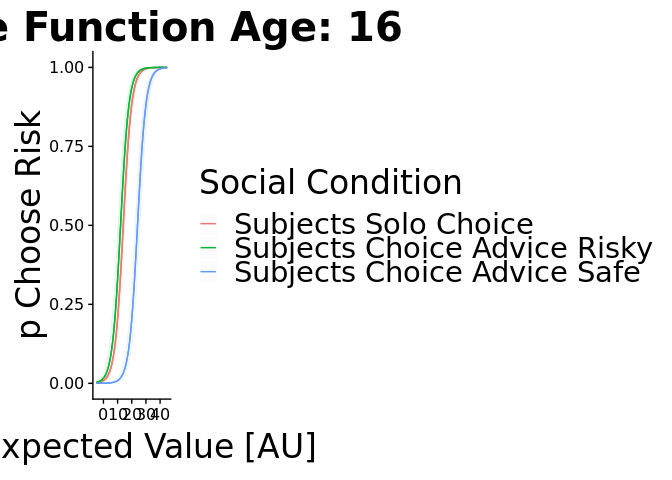 e Function Age: 16
p Choose Risk
1.00
0.75
0.50
0.25
0.00
0 10 20 30 40
xpected Value [AU]
Social Condition
Subjects Solo Choice
Subjects Choice Advice Risky
Subjects Choice Advice Safe